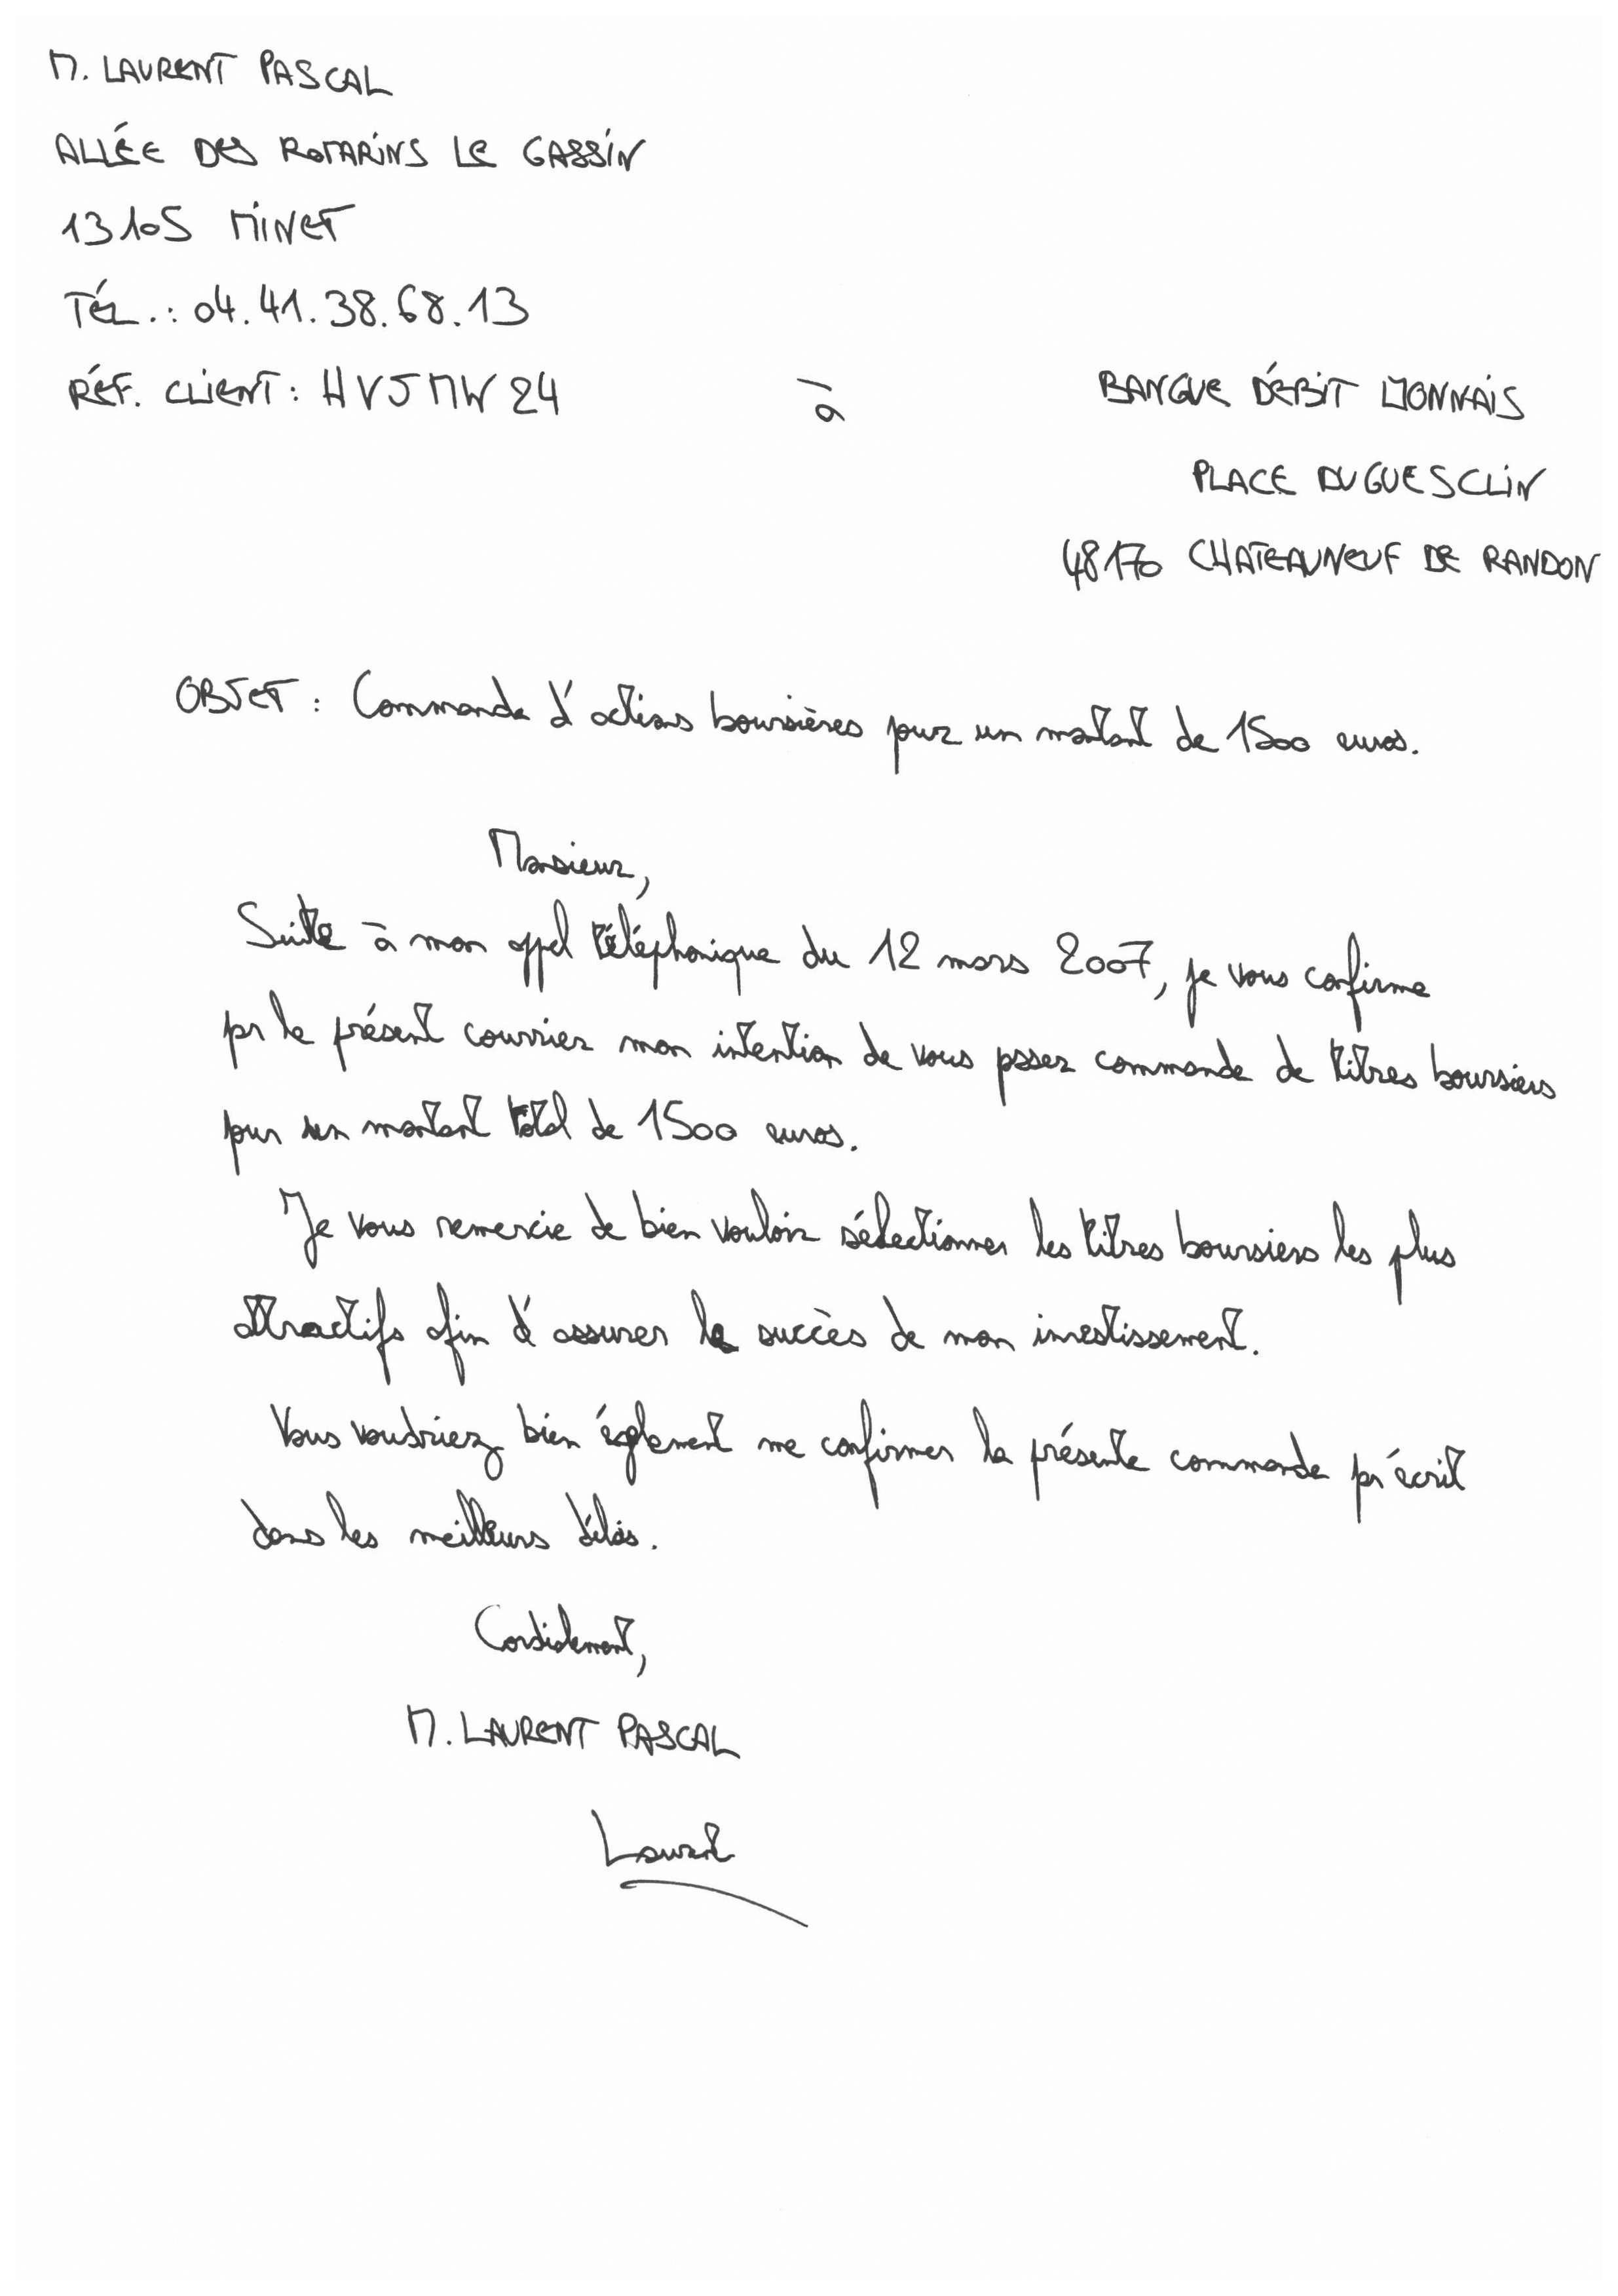 M. LAURENT PASCAL
ALLÉE DES ROMARINS LE GASSIN
13105 MIMET
TÉL.: 04.41.38.68.13
RÉF. CLIENT: HVJMW24
à
BANQUE DÉBIT LYONNAIS
PLACE DUGUESCLIN
48170 CHATEAUNEUF DE RANDON
OBJET : Commande d'actions boursières pour un montant de 1500 euros.
Monsieur,
Suite à mon appel téléphonique du 12 mars 2007, je vous confirme
par le présent courrier mon intention de vous passer commande de titres boursiers
pour un montant total de 1500 euros.
Je vous remercie de bien vouloir sélectionner les titres boursiers les plus
attractifs afin d'assurer le succès de mon investissement.
Vous voudriez bien également me confirmer la présente commande par écrit
dans les meilleurs délais.
Cordialement,
M. LAURENT PASCAL
Laurent